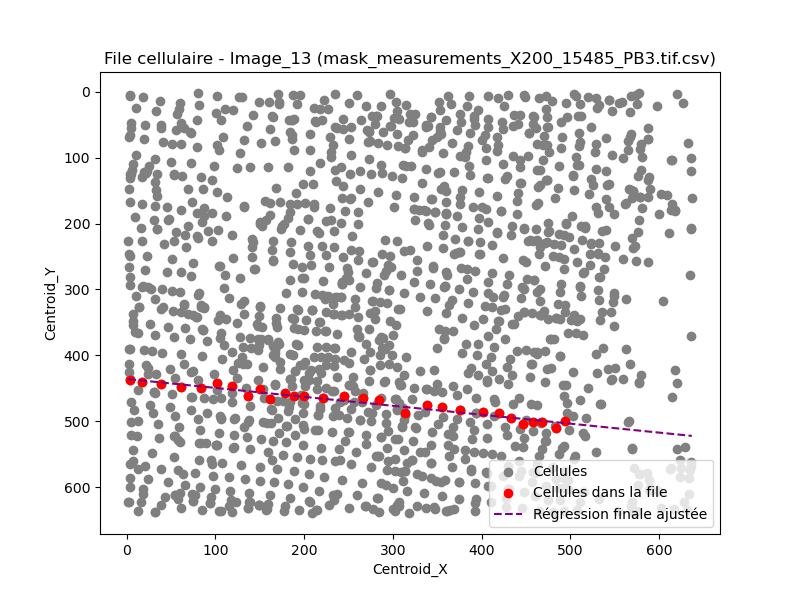 File cellulaire - Image_13 (mask_measurements_X200_15485_PB3.tif.csv)
0
100
200
300
400
500
600
Centroid_Y
0 100 200 300 400 500 600
Centroid_X
Cellules
Cellules dans la file
Régression finale ajustée